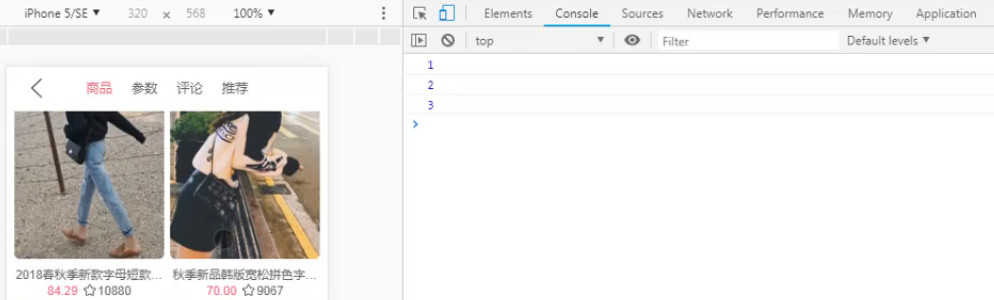 iPhone 5/SE ▼ 320 × 568 100% ▼
Elements Console Sources Network Performance Memory Application
top ▼ Filter Default levels ▼
1
2
3
商品 参数 评论 推荐
2018春秋季新款字母短款...
84.29 ☆10880
秋季新品韩版宽松拼色字...
70.00 ☆9067